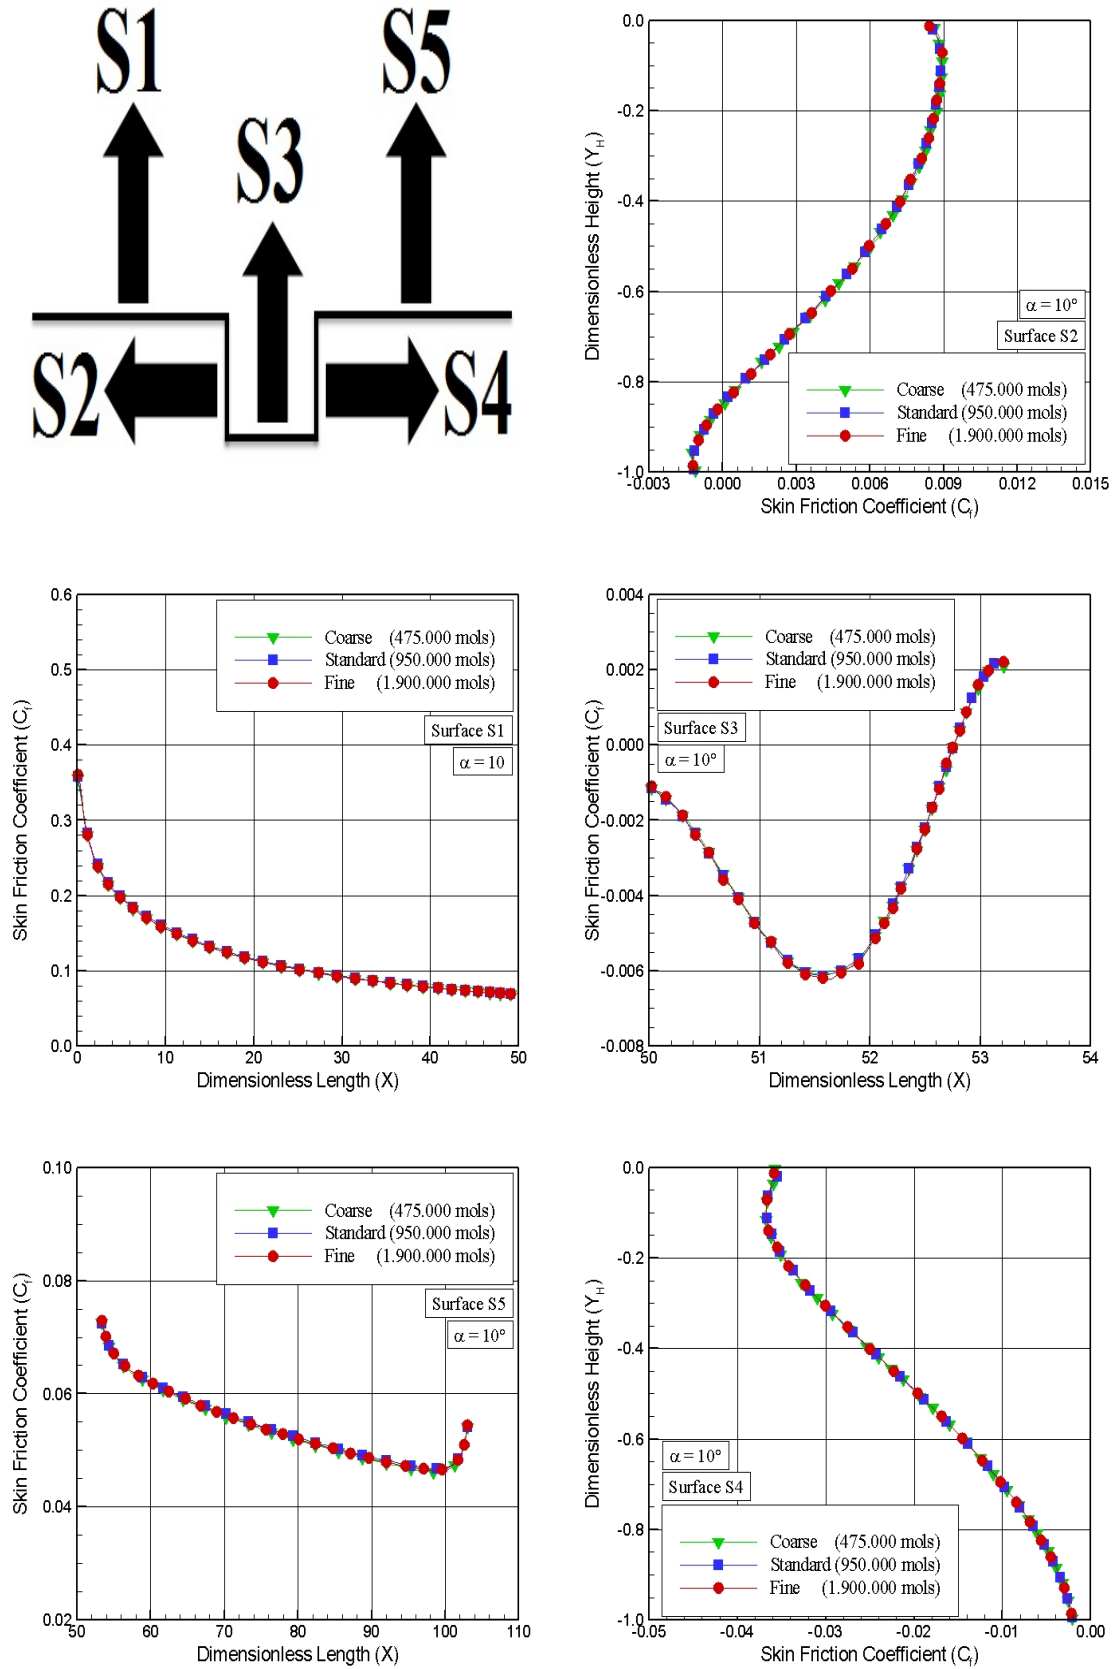 S1
S5
S3
S2
S4
0.0
-0.2
-0.4
-0.6
-0.8
-1.0
Dimensionless Height (Y_H)
α = 10°
Surface S2
Coarse (475.000 mols)
Standard (950.000 mols)
Fine (1.900.000 mols)
-0.003 0.000 0.003 0.006 0.009 0.012 0.015
Skin Friction Coefficient (C_f)
0.6
0.5
0.4
0.3
0.2
0.1
0.0
Skin Friction Coefficient (C_f)
Coarse (475.000 mols)
Standard (950.000 mols)
Fine (1.900.000 mols)
Surface S1
α = 10
0 10 20 30 40 50
Dimensionless Length (X)
0.004
0.002
0.000
-0.002
-0.004
-0.006
-0.008
Skin Friction Coefficient (C_f)
Coarse (475.000 mols)
Standard (950.000 mols)
Fine (1.900.000 mols)
Surface S3
α = 10°
50 51 52 53 54
Dimensionless Length (X)
0.10
0.08
0.06
0.04
0.02
Skin Friction Coefficient (C_f)
Coarse (475.000 mols)
Standard (950.000 mols)
Fine (1.900.000 mols)
Surface S5
α = 10°
50 60 70 80 90 100 110
Dimensionless Length (X)
0.0
-0.2
-0.4
-0.6
-0.8
-1.0
Dimensionless Height (Y_H)
α = 10°
Surface S4
Coarse (475.000 mols)
Standard (950.000 mols)
Fine (1.900.000 mols)
-0.05 -0.04 -0.03 -0.02 -0.01 0.00
Skin Friction Coefficient (C_f)